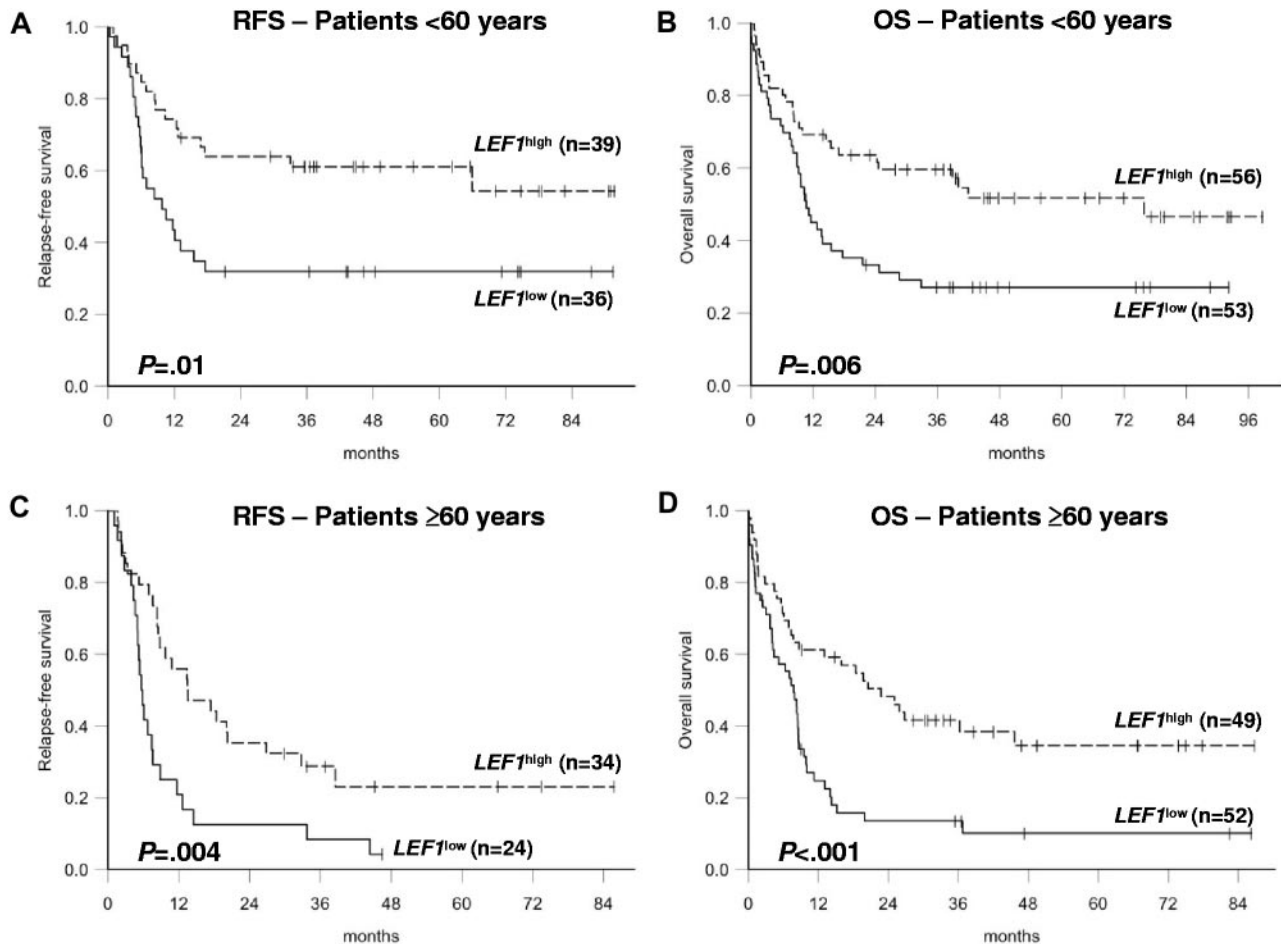 A
RFS – Patients <60 years
Relapse-free survival
1.0
0.8
0.6
0.4
0.2
0.0
LEF1high (n=39)
LEF1low (n=36)
P=.01
0 12 24 36 48 60 72 84
months
B
OS – Patients <60 years
Overall survival
1.0
0.8
0.6
0.4
0.2
0.0
LEF1high (n=56)
LEF1low (n=53)
P=.006
0 12 24 36 48 60 72 84 96
months
C
RFS – Patients ≥60 years
Relapse-free survival
1.0
0.8
0.6
0.4
0.2
0.0
LEF1high (n=34)
LEF1low (n=24)
P=.004
0 12 24 36 48 60 72 84
months
D
OS – Patients ≥60 years
Overall survival
1.0
0.8
0.6
0.4
0.2
0.0
LEF1high (n=49)
LEF1low (n=52)
P<.001
0 12 24 36 48 60 72 84
months